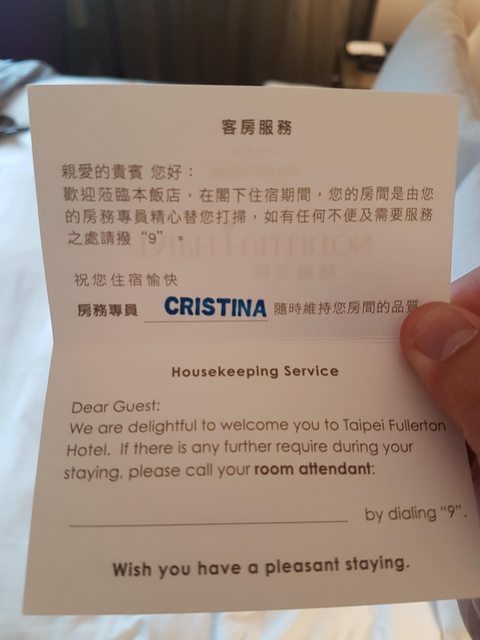 客房服務
親愛的貴賓 您好：
歡迎蒞臨本飯店，在閣下住宿期間，您的房間是由您
的房務專員精心替您打掃，如有任何不便及需要服務
之處請撥“9”。
祝您住宿愉快
房務專員 CRISTINA 隨時維持您房間的品質
Housekeeping Service
Dear Guest:
We are delightful to welcome you to Taipei Fullerton
Hotel. If there is any further require during your
staying, please call your room attendant:
by dialing “9”.
Wish you have a pleasant staying.